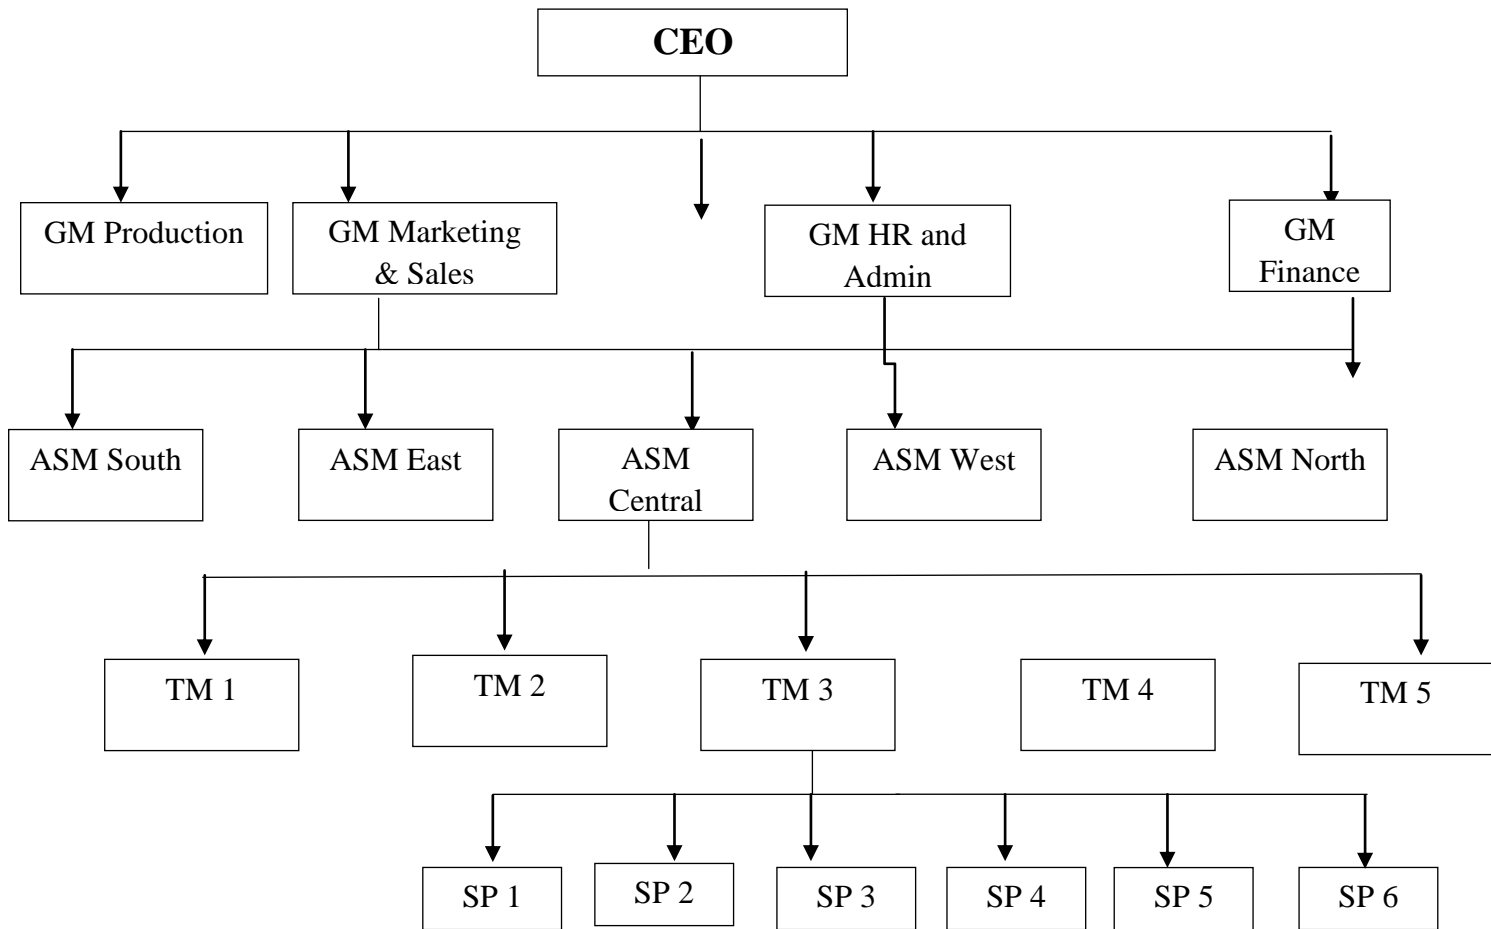 CEO
GM Production
GM Marketing
& Sales
GM HR and
Admin
GM
Finance
ASM South
ASM East
ASM
Central
ASM West
ASM North
TM 1
TM 2
TM 3
TM 4
TM 5
SP 1
SP 2
SP 3
SP 4
SP 5
SP 6